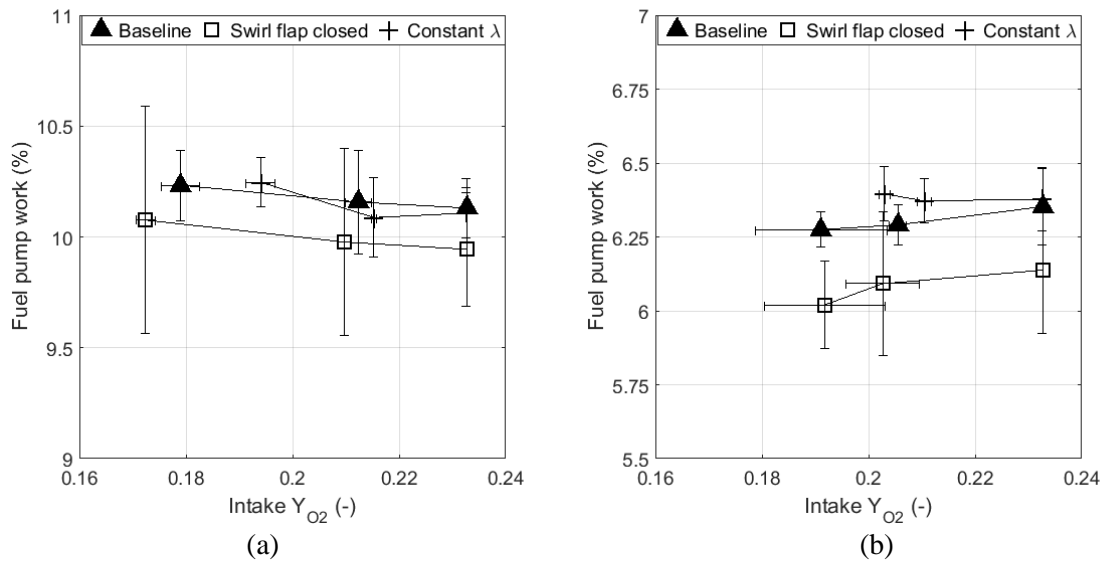 Baseline Swirl flap closed Constant λ
11
10.5
10
9.5
9
Fuel pump work (%)
0.16 0.18 0.2 0.22 0.24
Intake Y_O2 (-)
(a)
Baseline Swirl flap closed Constant λ
7
6.75
6.5
6.25
6
5.75
5.5
Fuel pump work (%)
0.16 0.18 0.2 0.22 0.24
Intake Y_O2 (-)
(b)